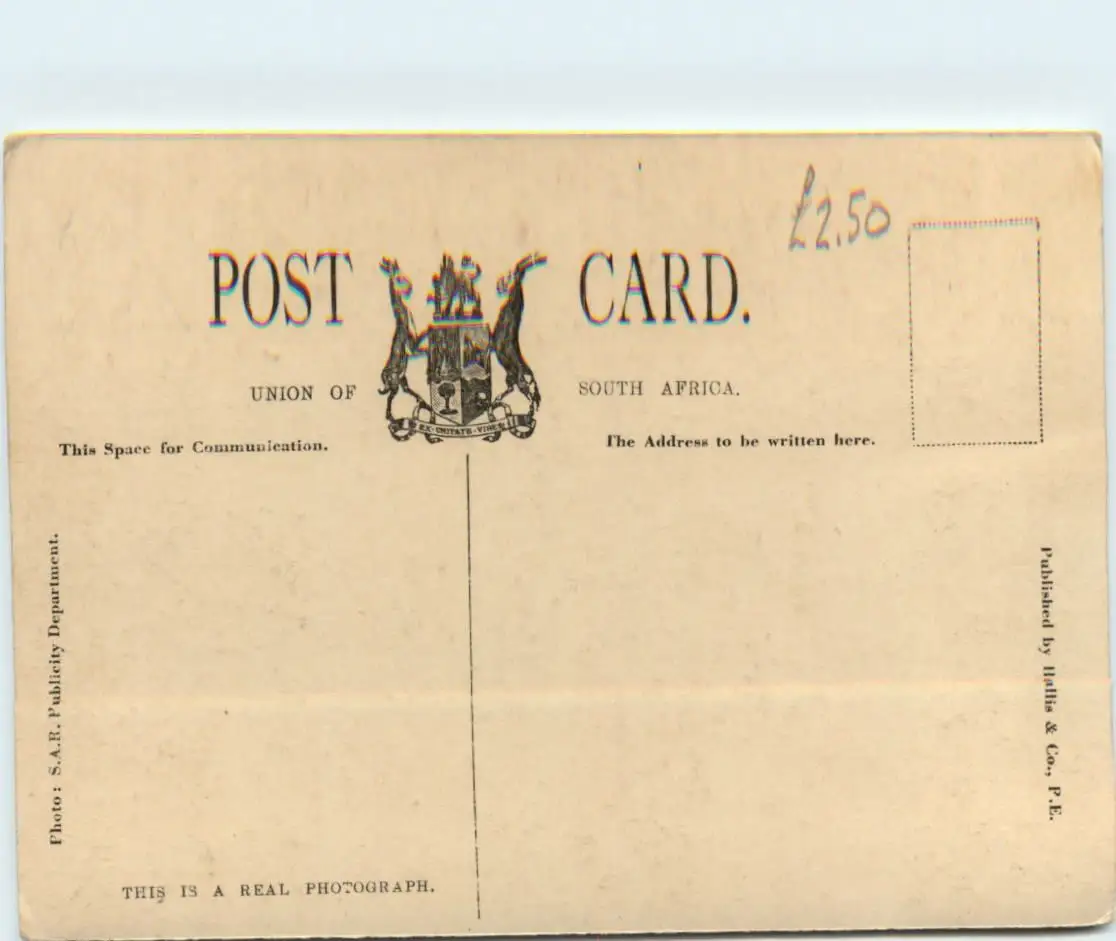 £2.50
POST CARD.
UNION OF SOUTH AFRICA.
EX·UNITATE·VIRES
This Space for Communication.
The Address to be written here.
Photo: S.A.R. Publicity Department.
Published by Hallis & Co., P.E.
THIS IS A REAL PHOTOGRAPH.